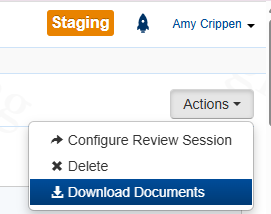 Staging
Amy Crippen
Actions
Configure Review Session
Delete
Download Documents